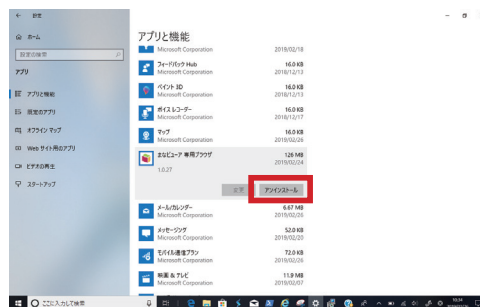 設定
ホーム
設定の検索
アプリ
アプリと機能
既定のアプリ
オフライン マップ
Web サイト用のアプリ
ビデオの再生
スタートアップ
アプリと機能
Microsoft Corporation 2019/02/18
フィードバック Hub 16.0 KB
Microsoft Corporation 2018/12/13
ペイント 3D 16.0 KB
Microsoft Corporation 2018/12/13
ボイス レコーダー 16.0 KB
Microsoft Corporation 2018/12/17
マップ 16.0 KB
Microsoft Corporation 2019/02/26
まなビューア 専用ブラウザ 126 MB
2019/02/24
1.0.27
変更 アンインストール
メール/カレンダー 6.67 MB
Microsoft Corporation 2019/02/26
メッセージング 52.0 KB
Microsoft Corporation 2019/02/20
モバイル通信プラン 72.0 KB
Microsoft Corporation 2019/02/26
映画 & テレビ 11.9 MB
Microsoft Corporation 2019/02/07
ここに入力して検索
10:34